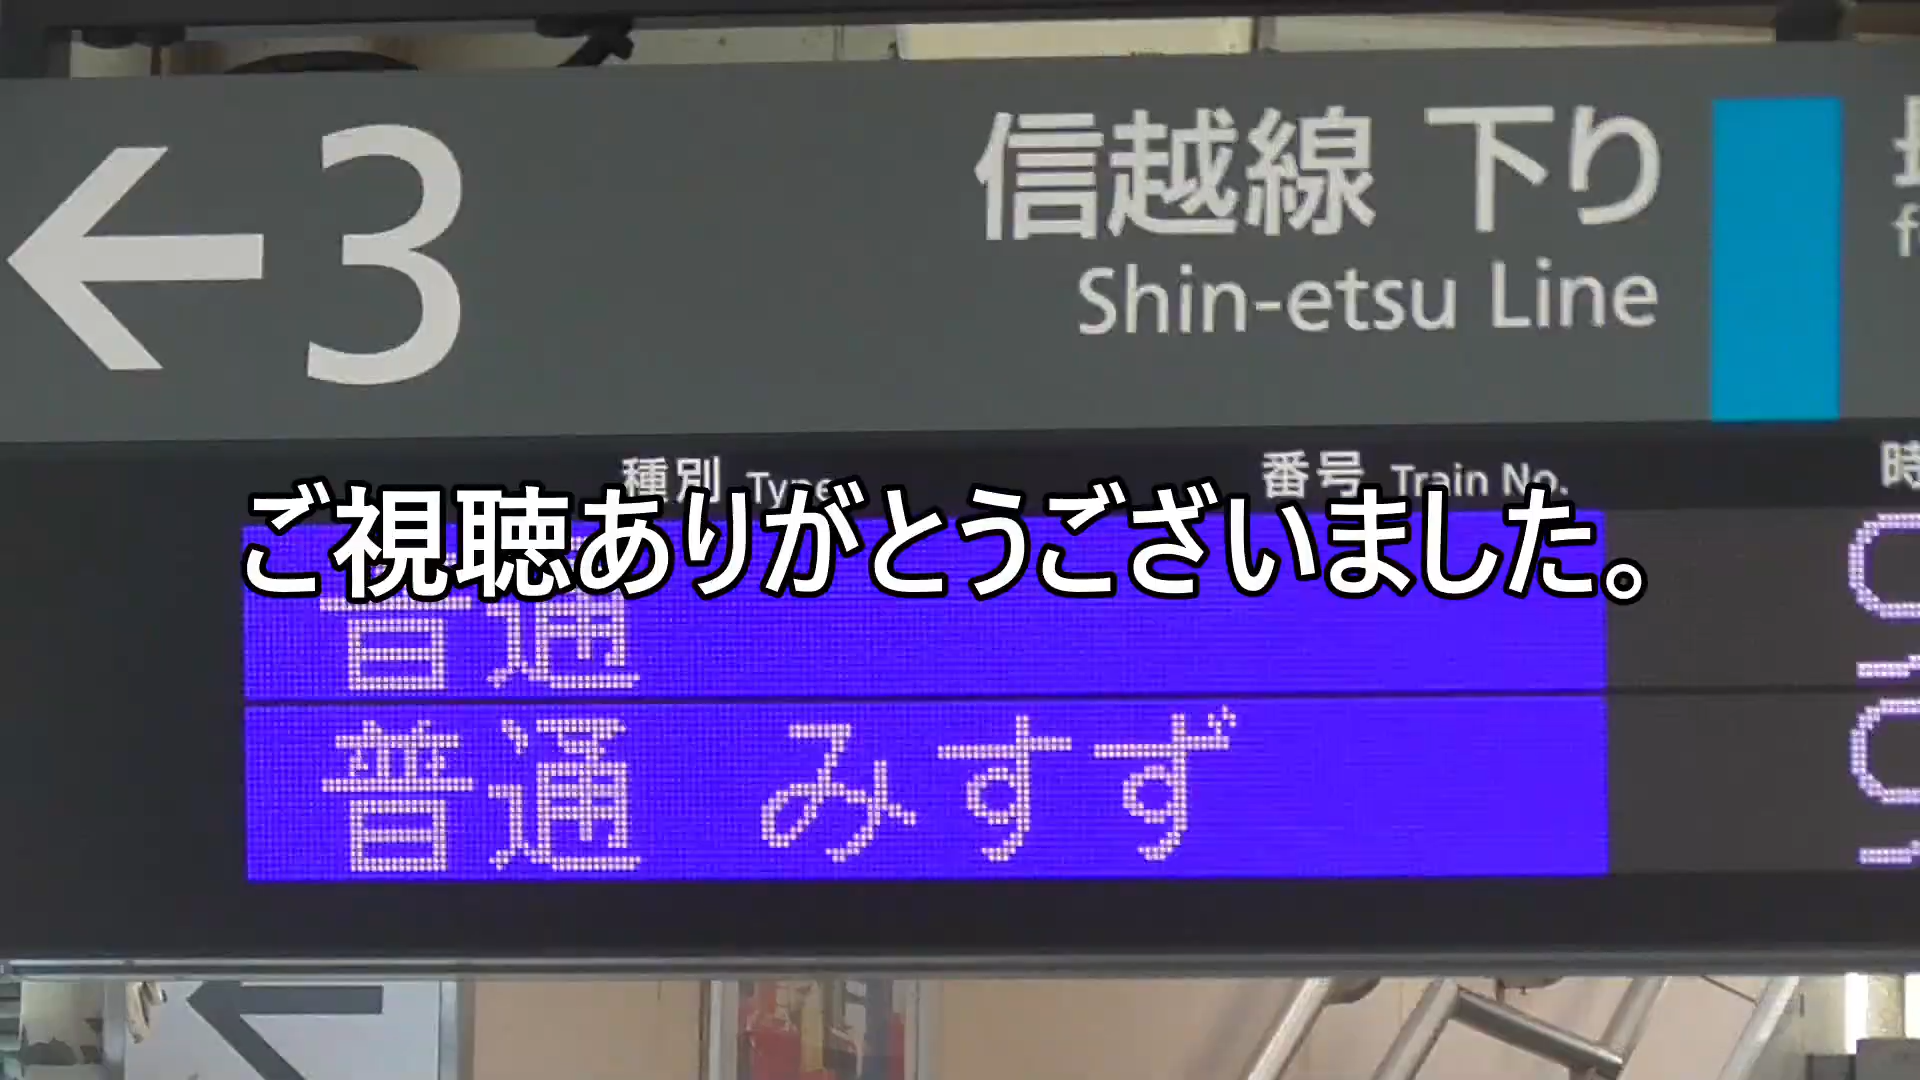 ←3 信越線 下り
Shin-etsu Line
種別 Type 番号 Train No. 時
ご視聴ありがとうございました。
普通
普通 みすず